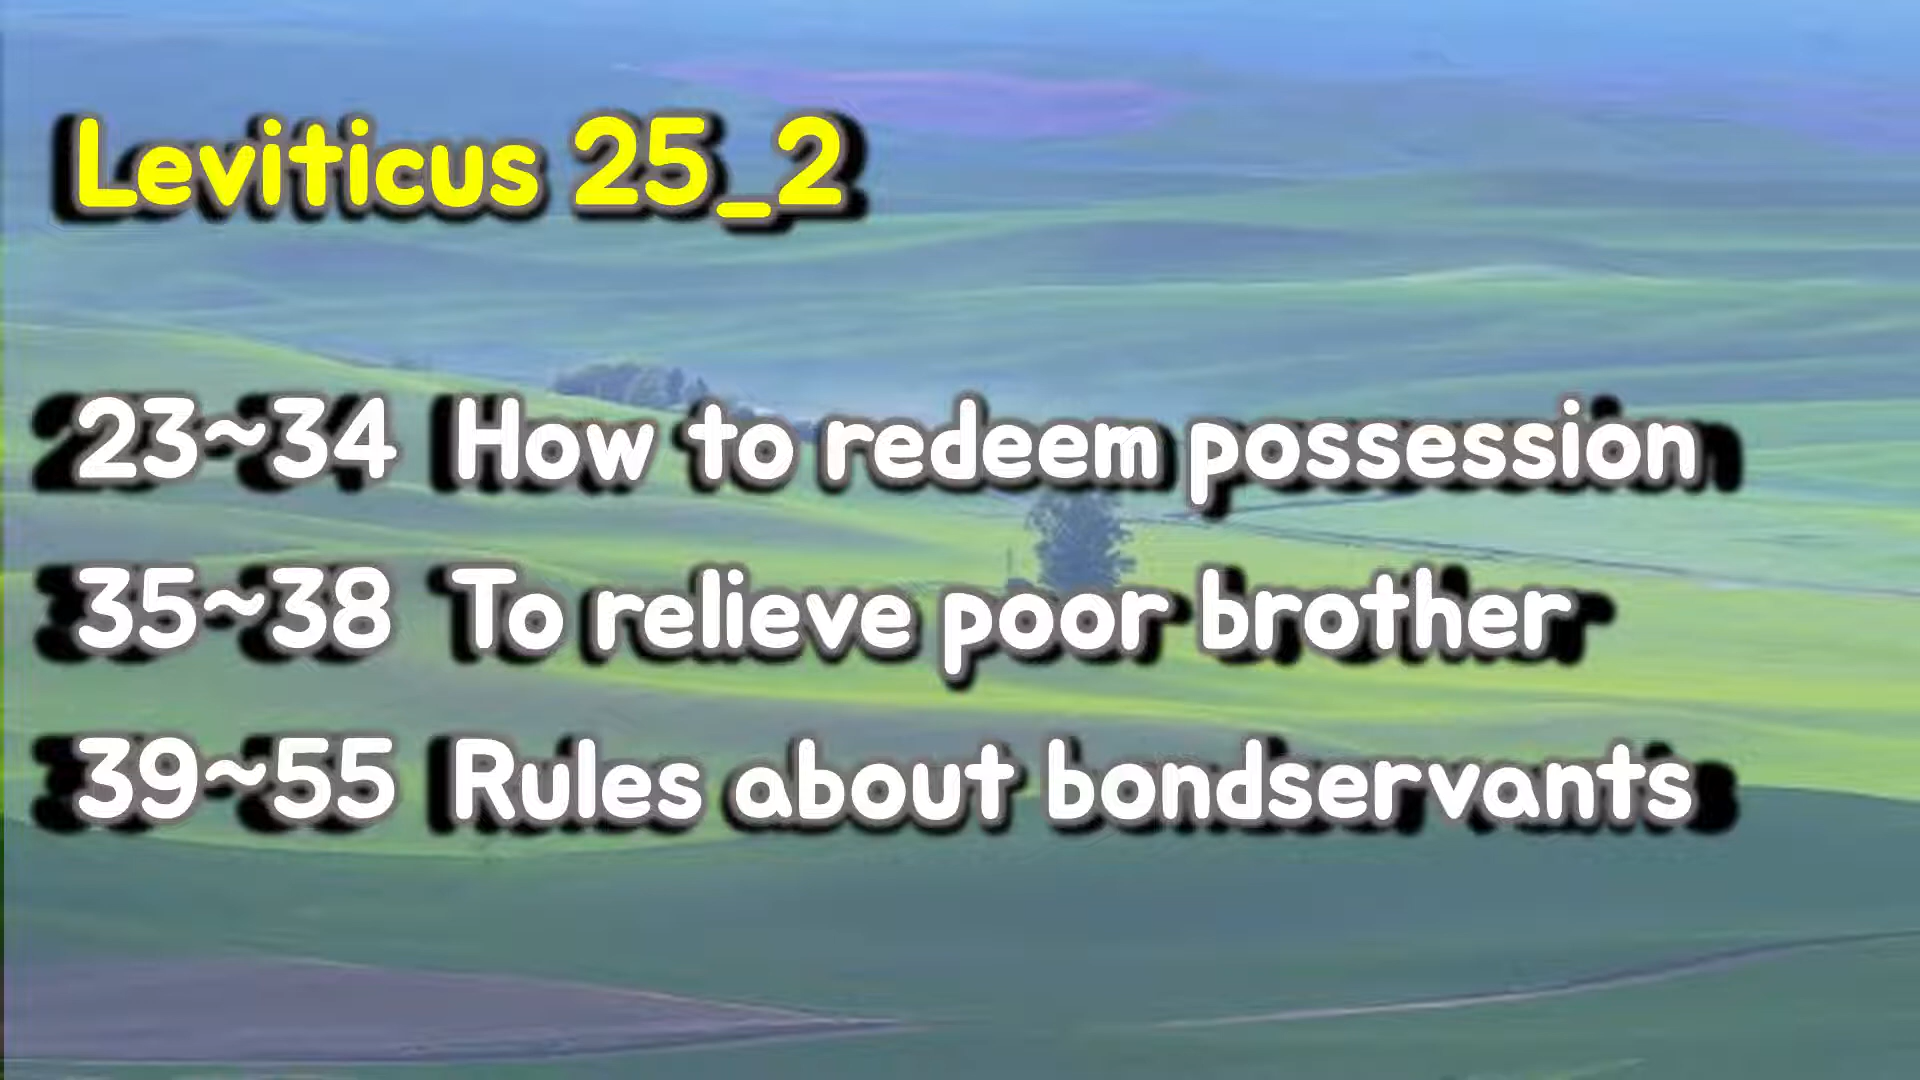 Leviticus 25_2
23~34 How to redeem possession
35~38 To relieve poor brother
39~55 Rules about bondservants